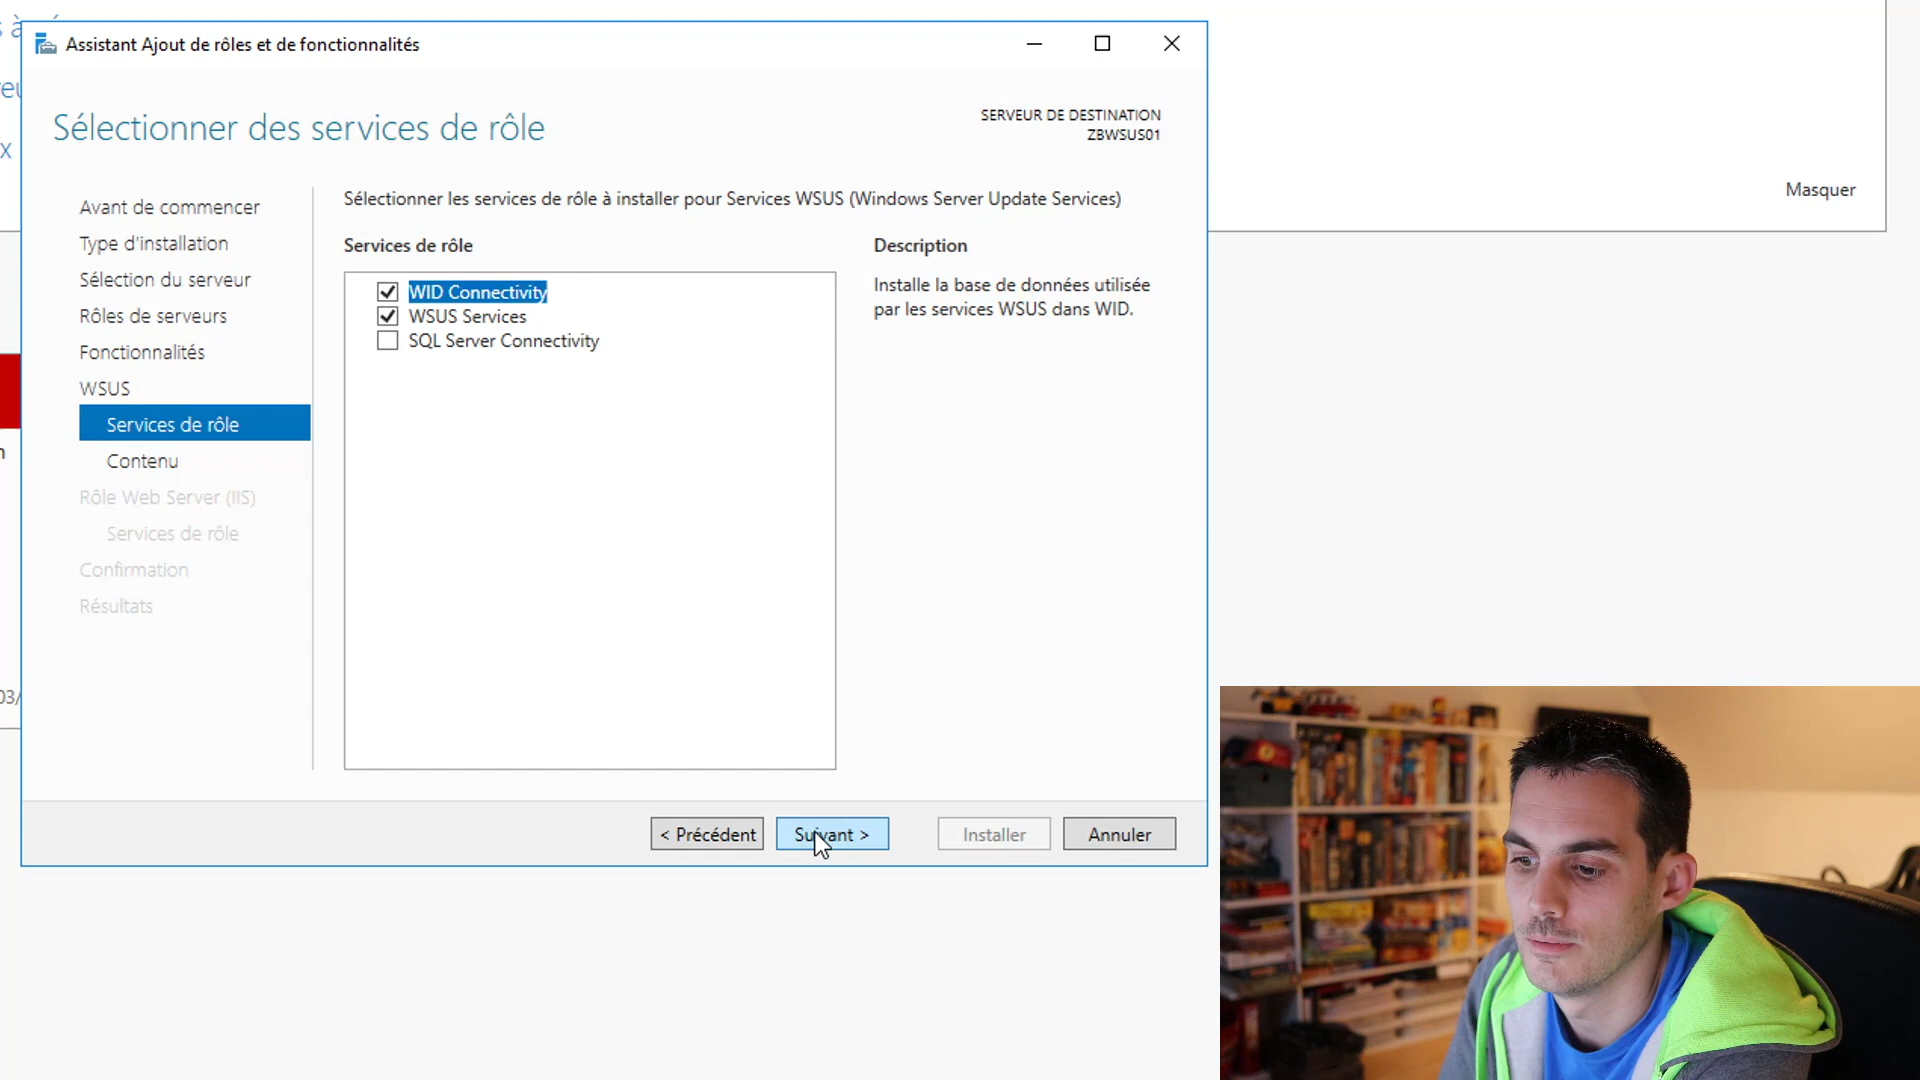 Assistant Ajout de rôles et de fonctionnalités
Sélectionner des services de rôle
SERVEUR DE DESTINATION
ZBWSUS01
Masquer
Avant de commencer
Type d'installation
Sélection du serveur
Rôles de serveurs
Fonctionnalités
WSUS
Services de rôle
Contenu
Rôle Web Server (IIS)
Services de rôle
Confirmation
Résultats
Sélectionner les services de rôle à installer pour Services WSUS (Windows Server Update Services)
Services de rôle
WID Connectivity
WSUS Services
SQL Server Connectivity
Description
Installe la base de données utilisée
par les services WSUS dans WID.
03/
< Précédent
Suivant >
Installer
Annuler